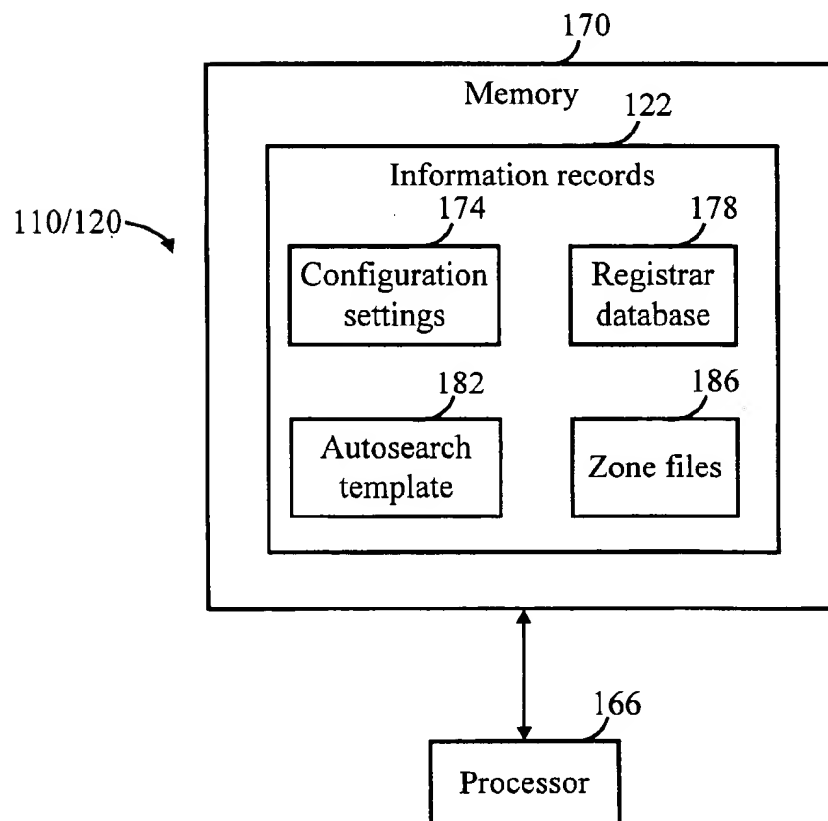 170
Memory
122
Information records
110/120
174
178
Configuration
settings
Registrar
database
182
186
Autosearch
template
Zone files
166
Processor